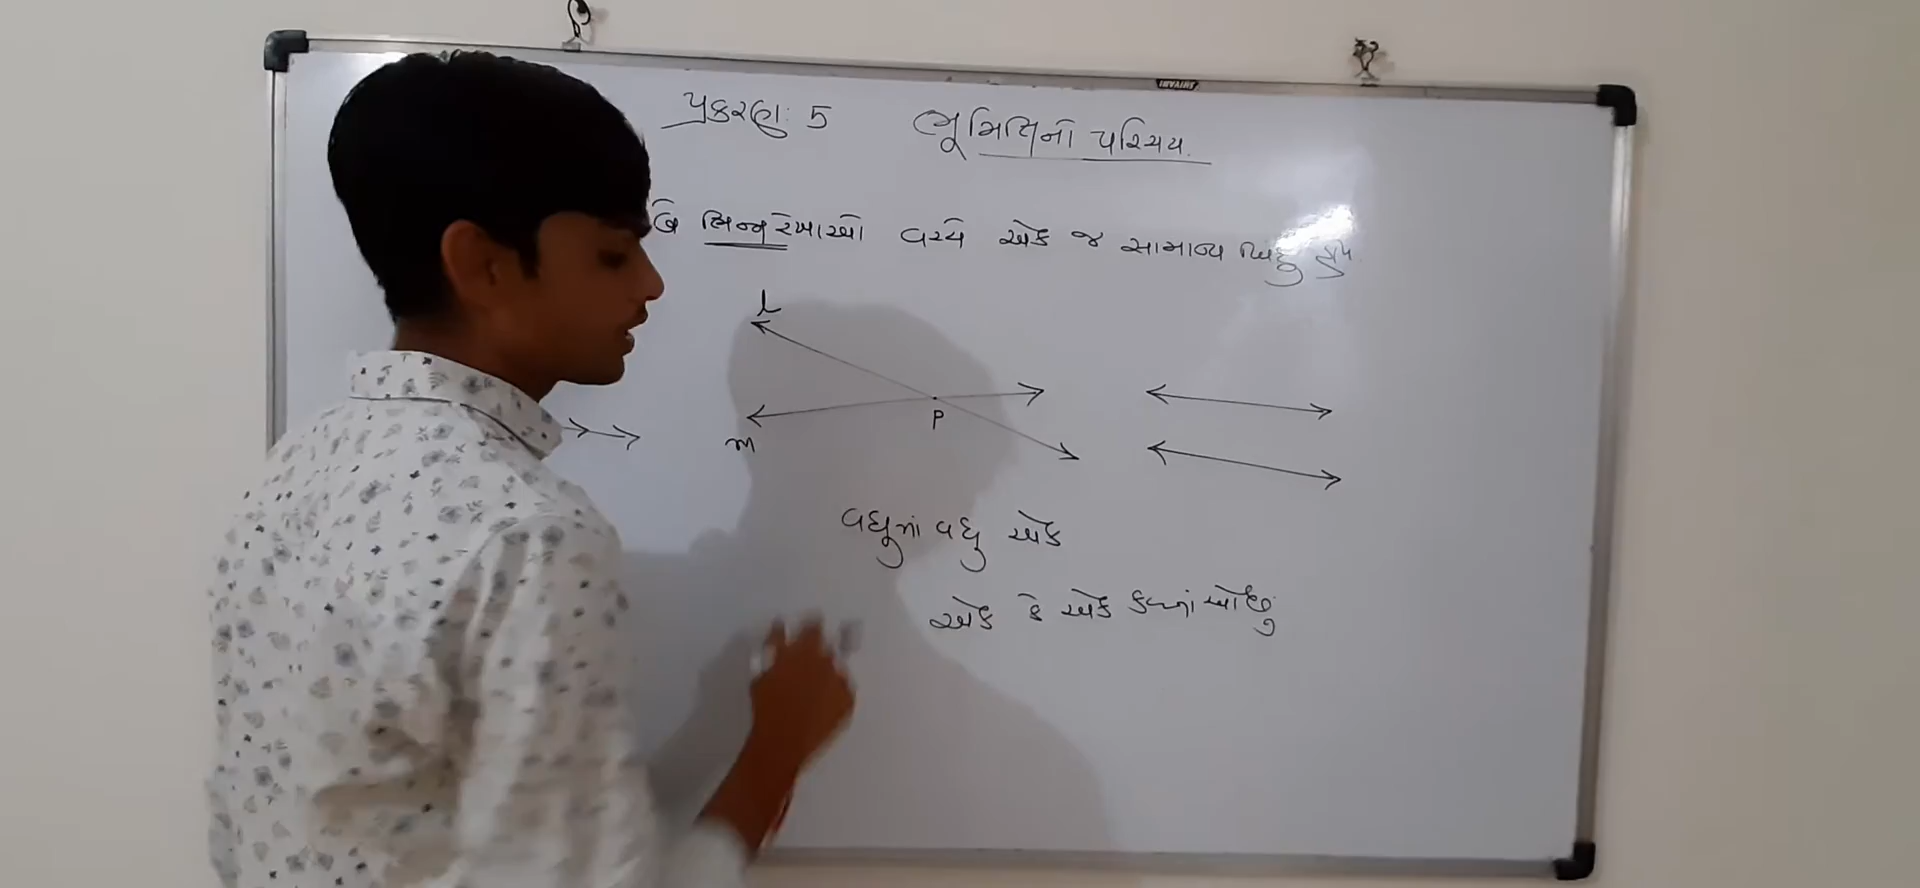 પ્રકરણ: 5 ભૂમિતિનો પરિચય.
બે ભિન્ન રેખાઓ વચ્ચે એક જ સામાન્ય બિંદુ હોય
l
m
P
વધુમાં વધુ એક
એક કે એક કરતાં ઓછું